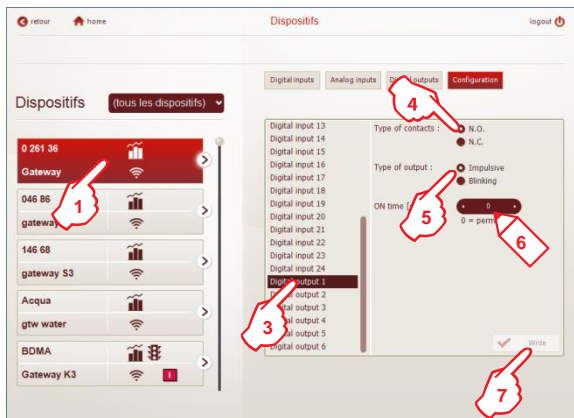 retour
home
Dispositifs
logout
Digital inputs
Analog inputs
outputs
Configuration
Dispositifs
(tous les dispositifs)
0 261 36
Gateway
1
046 86
gateway
146 68
gateway S3
Acqua
gtw water
BDMA
Gateway K3
I
Digital input 13
Digital input 14
Digital input 15
Digital input 16
Digital input 17
Digital input 18
Digital input 19
Digital input 20
Digital input 21
Digital input 22
Digital input 23
Digital input 24
Digital output 1
Digital output 2
output 3
output 4
output 5
Digital output 6
3
Type of contacts :
N.O.
N.C.
4
Type of output :
Impulsive
Blinking
5
ON time [
0
0 = perm
6
Write
7